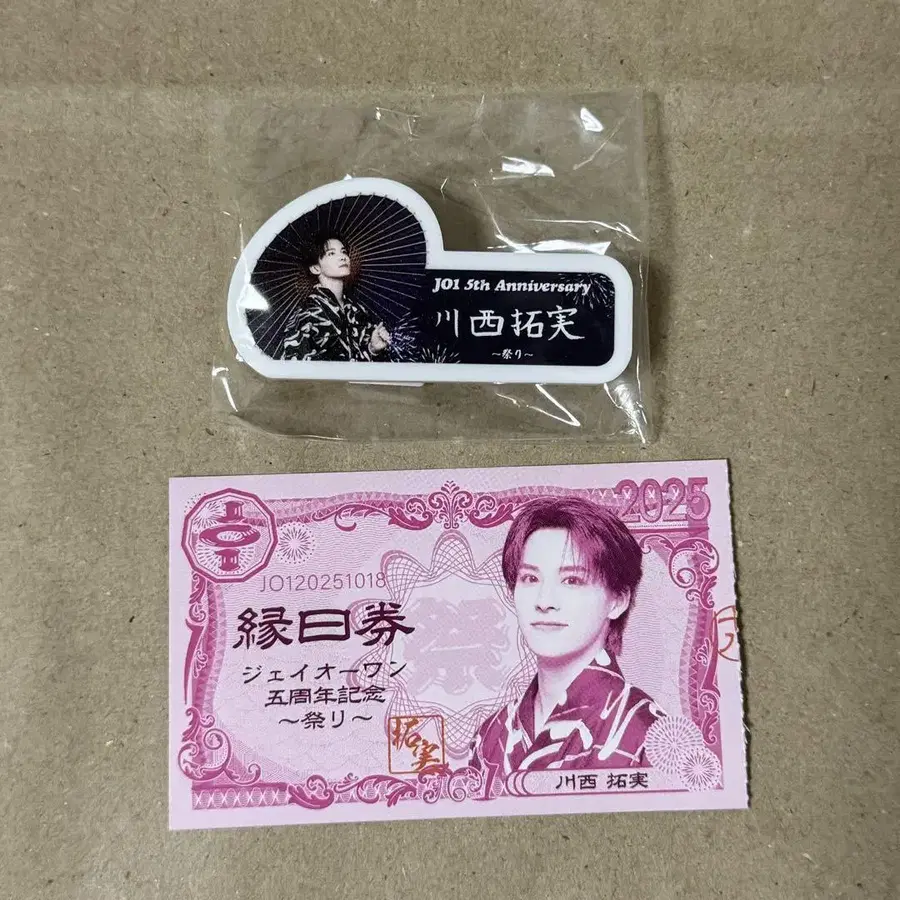 JO1 5th Anniversary
川西拓実
～祭り～
2025
JO120251018
縁日券
ジェイオーワン
五周年記念
～祭り～
祭
拓実
川西 拓実